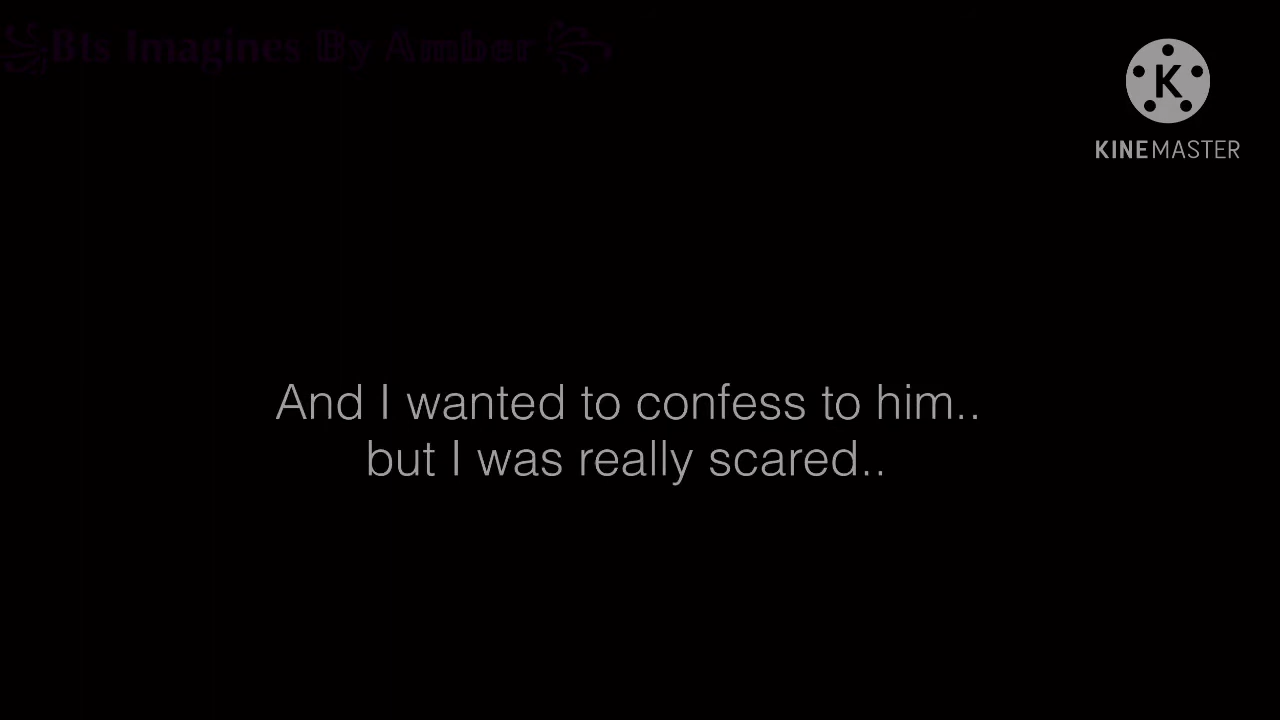 Bts Imagines By Amber
K
KINEMASTER
And I wanted to confess to him..
but I was really scared..